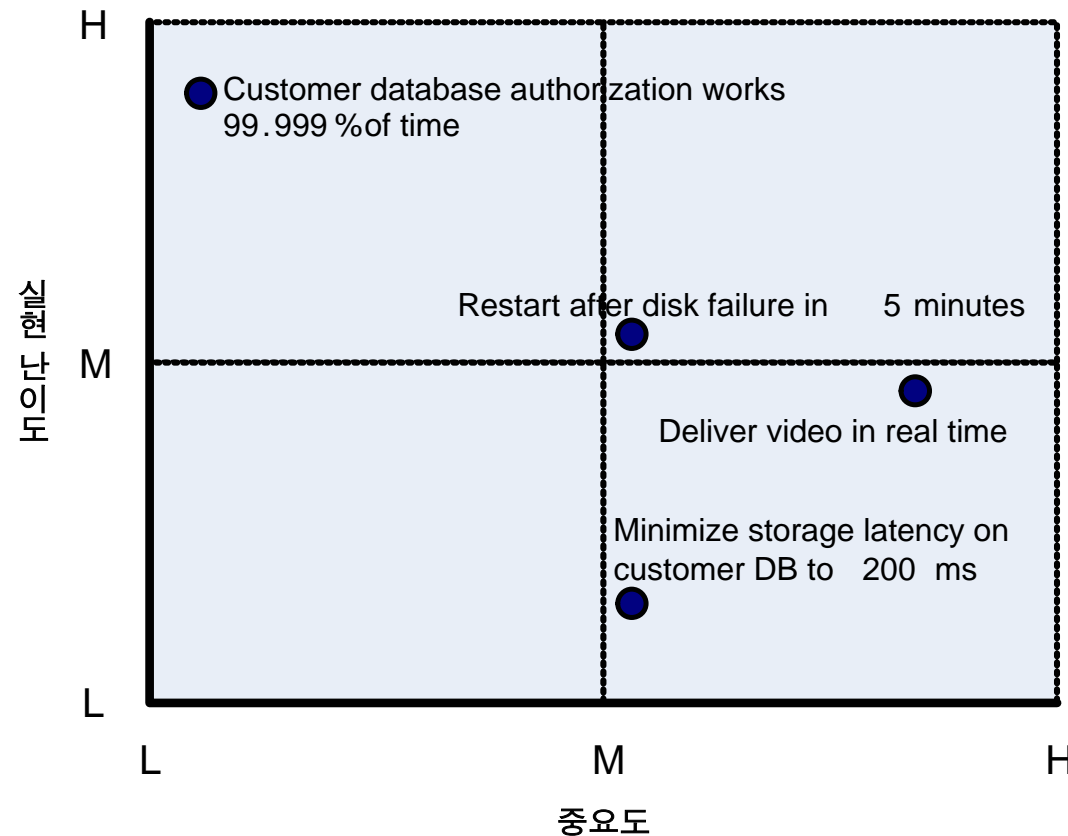 H
Customer database authorization works
99.999 % of time
Restart after disk failure in 5 minutes
실현 난이도
M
Deliver video in real time
Minimize storage latency on
customer DB to 200 ms
L
L M H
중요도